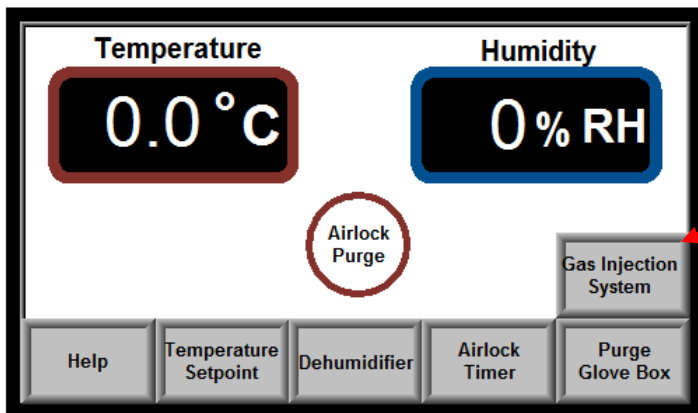 Temperature
Humidity
0.0 °C
0 % RH
Airlock
Purge
Gas Injection
System
Help
Temperature
Setpoint
Dehumidifier
Airlock
Timer
Purge
Glove Box